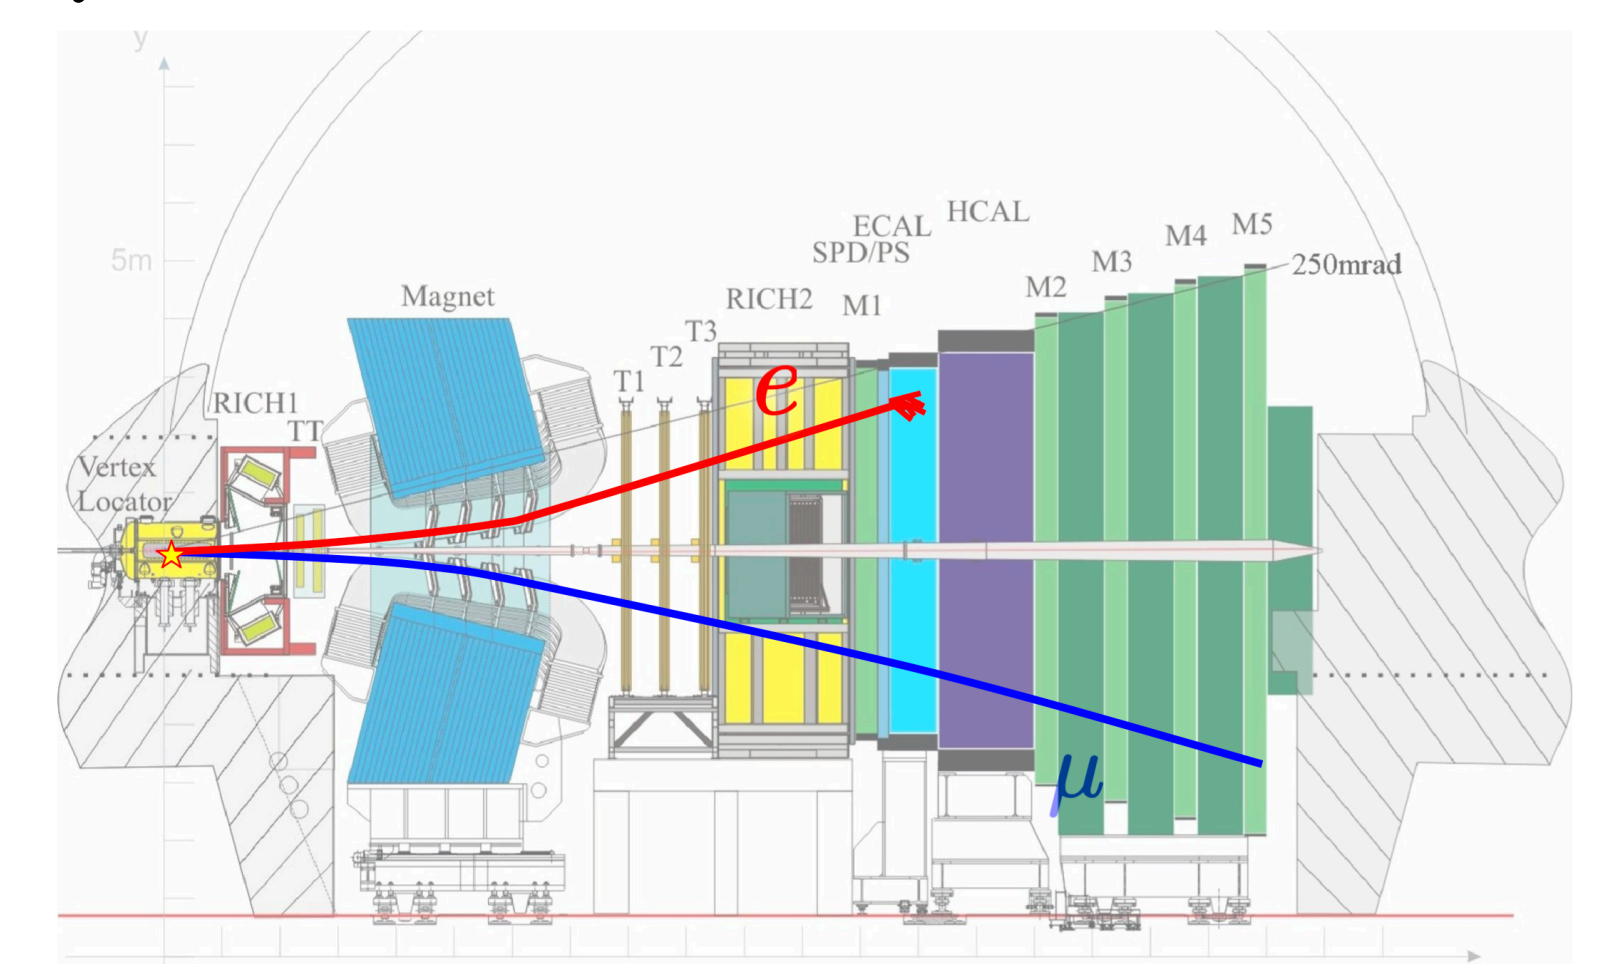 y
5m
HCAL
ECAL
SPD/PS
M5
M4
M3
M2
250mrad
Magnet
RICH2
M1
T3
T2
T1
e
RICH1
TT
Vertex
Locator
μ